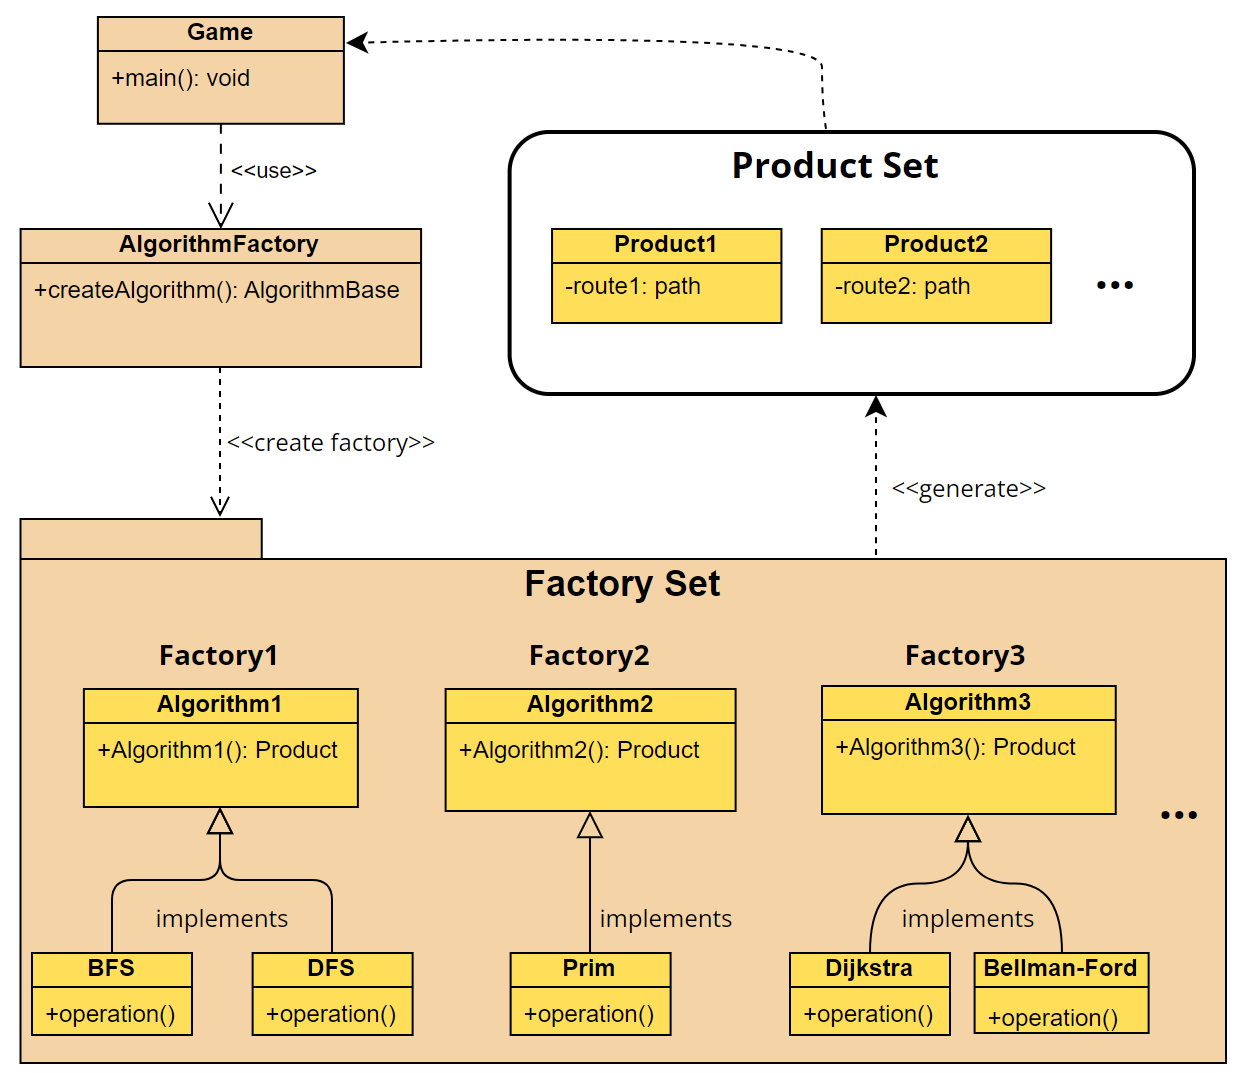 Game
+main(): void
<<use>>
AlgorithmFactory
+createAlgorithm(): AlgorithmBase
Product Set
Product1
-route1: path
Product2
-route2: path
...
<<create factory>>
<<generate>>
Factory Set
Factory1
Algorithm1
+Algorithm1(): Product
Factory2
Algorithm2
+Algorithm2(): Product
Factory3
Algorithm3
+Algorithm3(): Product
...
implements
BFS
+operation()
DFS
+operation()
implements
Prim
+operation()
implements
Dijkstra
+operation()
Bellman-Ford
+operation()